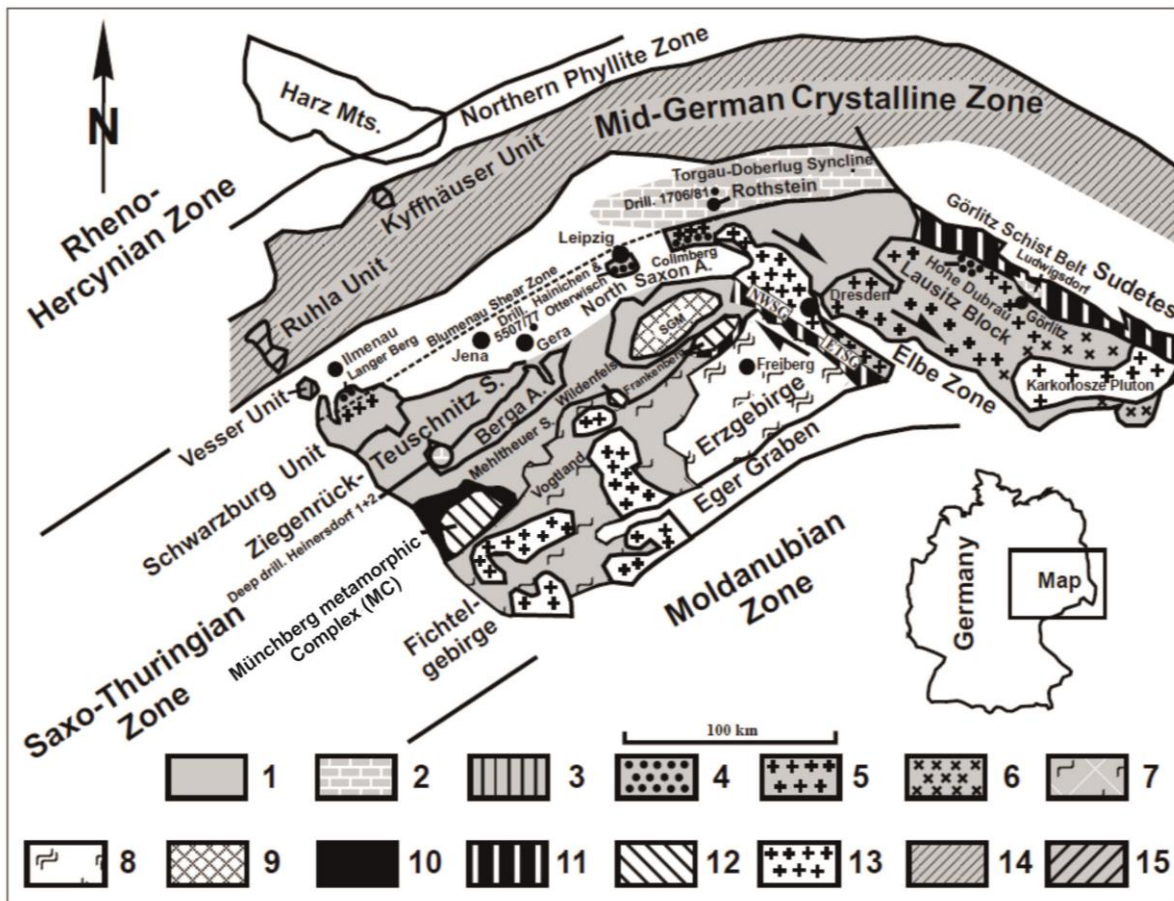 N
Harz Mts.
Northern Phyllite Zone
Mid-German Crystalline Zone
Rheno-
Hercynian Zone
Kyffhäuser Unit
Ruhla Unit
Torgau-Doberlug Syncline
Drill. 1706/81
Rothstein
Leipzig
Collmberg
North Saxon A.
Görlitz Schist Belt
Ludwigsdorf
Sudetes
Hohe Dubrau
Lausitz Block
Görlitz
Dresden
Blumenau Shear Zone
Drill. Hainichen &
5507/77 Otterwisch
Ilmenau
Langer Berg
Jena
Gera
SGM
NWSG
ETSG
Elbe Zone
Karkonosze Pluton
Vesser Unit
Schwarzburg Unit
Ziegenrück-
Teuschnitz S.
Berga A.
Wildenfels
Frankenberg
Freiberg
Erzgebirge
Mehltheuer S.
Vogtland
Eger Graben
Deep drill. Heinersdorf 1+2
Münchberg metamorphic
Complex (MC)
Fichtel-
gebirge
Moldanubian
Zone
Saxo-Thuringian
Zone
Germany
Map
100 km
1 2 3 4 5 6 7
8 9 10 11 12 13 14 15